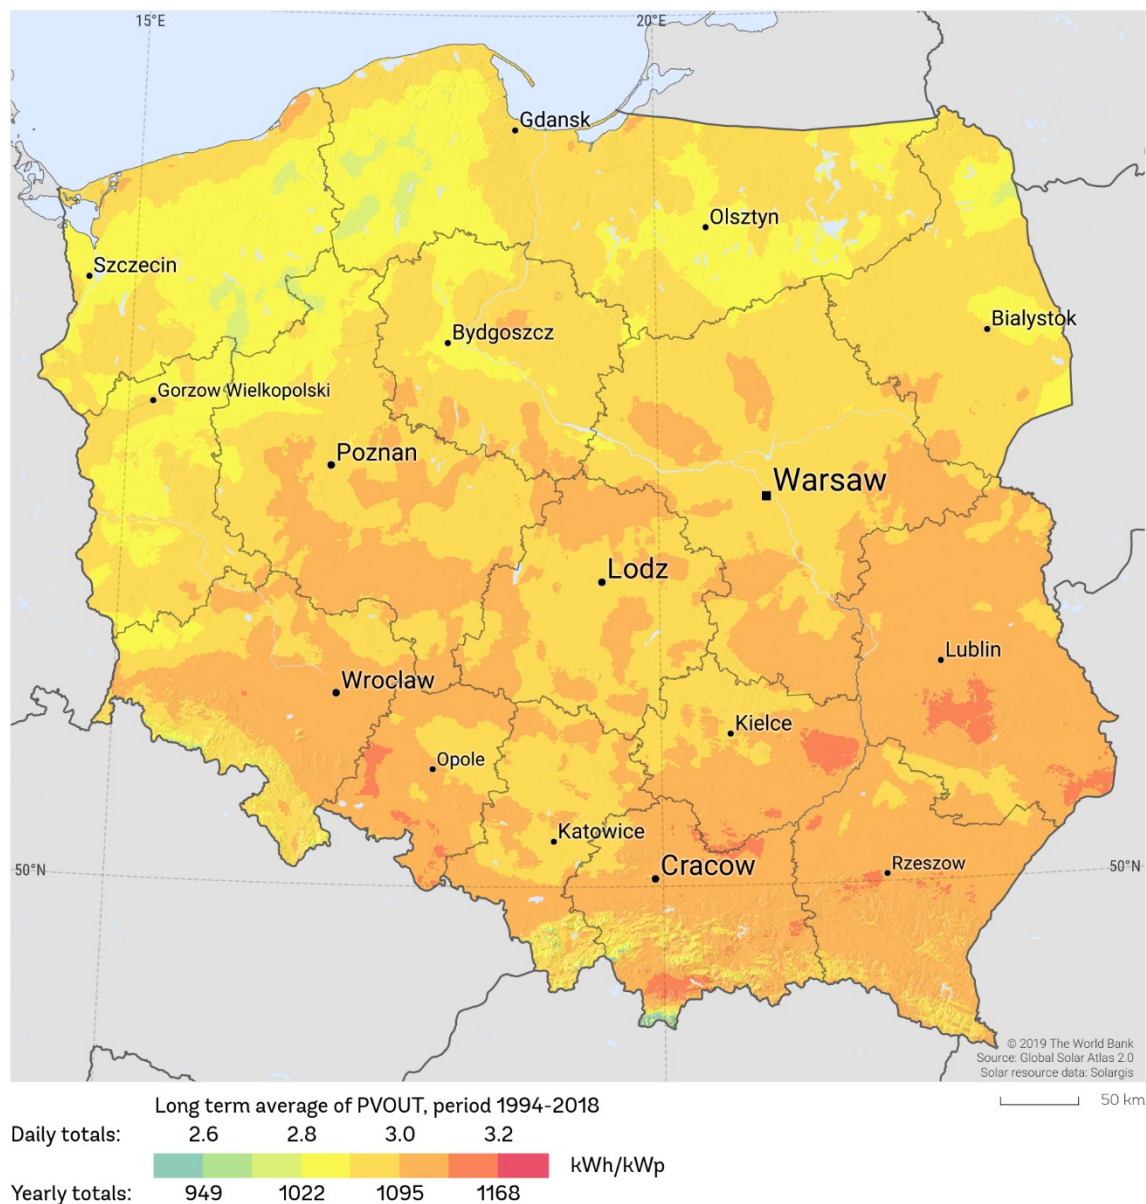 15°E 20°E
Gdansk
Olsztyn
Szczecin
Bialystok
Bydgoszcz
Gorzow Wielkopolski
Poznan
Warsaw
Lodz
Lublin
Wroclaw
Kielce
Opole
Katowice
Cracow
Rzeszow
50°N 50°N
© 2019 The World Bank
Source: Global Solar Atlas 2.0
Solar resource data: Solargis
50 km
Long term average of PVOUT, period 1994-2018
Daily totals: 2.6 2.8 3.0 3.2
kWh/kWp
Yearly totals: 949 1022 1095 1168